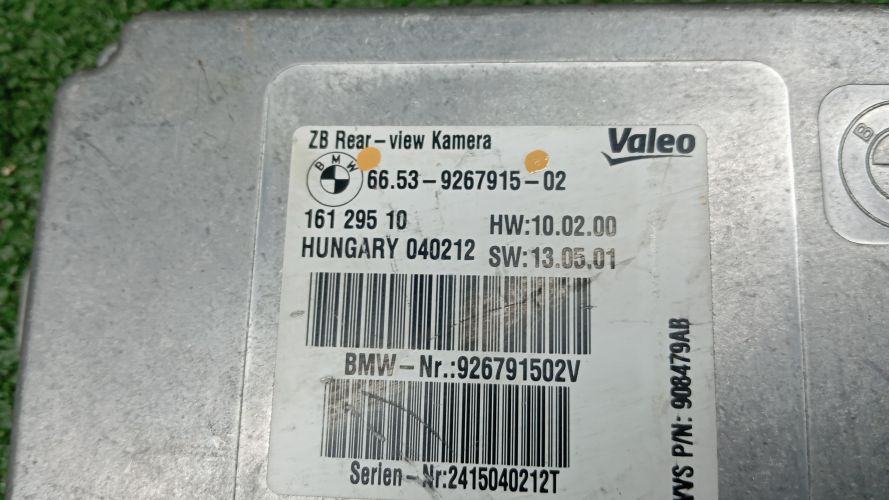 ZB Rear-view Kamera
Valeo
BMW
66.53-9267915-02
161 295 10
HW:10.02.00
HUNGARY 040212
SW:13.05.01
BMW-Nr.:926791502V
Serien-Nr:2415040212T
VVS P/N: 908479AB
B